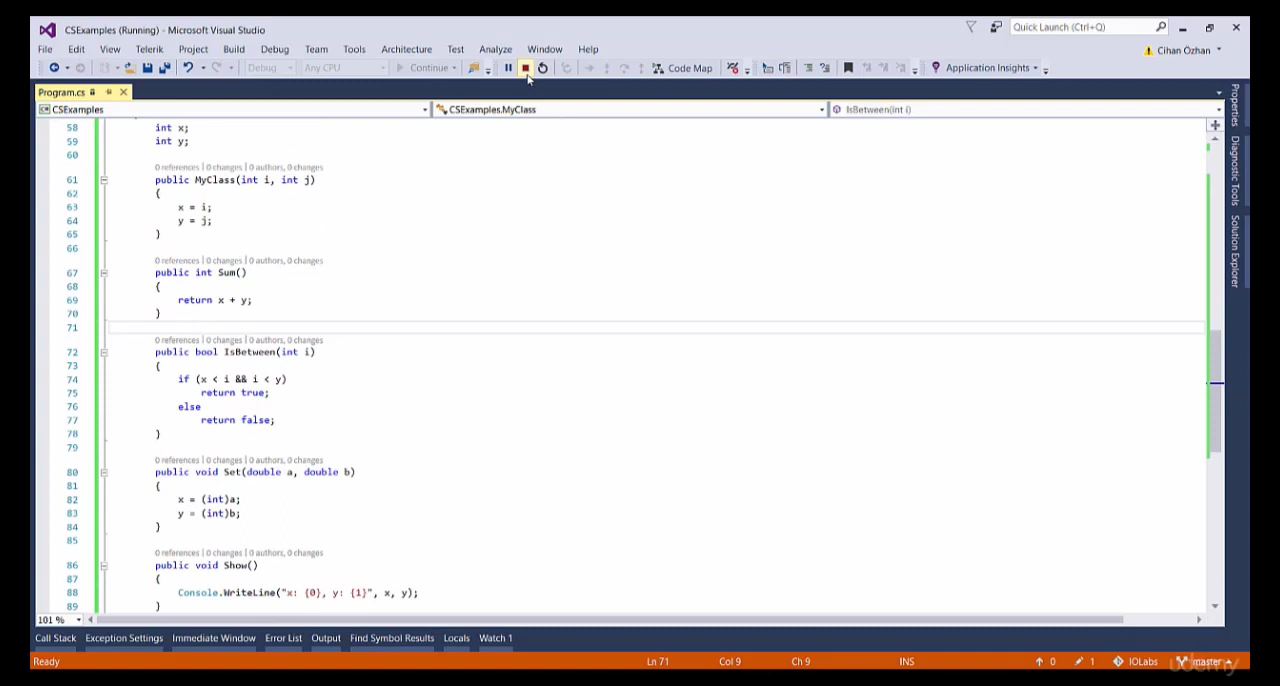 CSExamples (Running) - Microsoft Visual Studio
Quick Launch (Ctrl+Q)
File Edit View Telerik Project Build Debug Team Tools Architecture Test Analyze Window Help
Cihan Özhan
Debug Any CPU Continue Code Map Application Insights
Program.cs
CSExamples CSExamples.MyClass IsBetween(int i)
58 int x;
59 int y;
60
0 references | 0 changes | 0 authors, 0 changes
61 public MyClass(int i, int j)
62 {
63 x = i;
64 y = j;
65 }
66
0 references | 0 changes | 0 authors, 0 changes
67 public int Sum()
68 {
69 return x + y;
70 }
71
0 references | 0 changes | 0 authors, 0 changes
72 public bool IsBetween(int i)
73 {
74 if (x < i && i < y)
75 return true;
76 else
77 return false;
78 }
79
0 references | 0 changes | 0 authors, 0 changes
80 public void Set(double a, double b)
81 {
82 x = (int)a;
83 y = (int)b;
84 }
85
0 references | 0 changes | 0 authors, 0 changes
86 public void Show()
87 {
88 Console.WriteLine("x: {0}, y: {1}", x, y);
89 }
101 %
Properties
Diagnostic Tools
Solution Explorer
Call Stack Exception Settings Immediate Window Error List Output Find Symbol Results Locals Watch 1
Ready Ln 71 Col 9 Ch 9 INS 0 1 IOLabs master
udemy